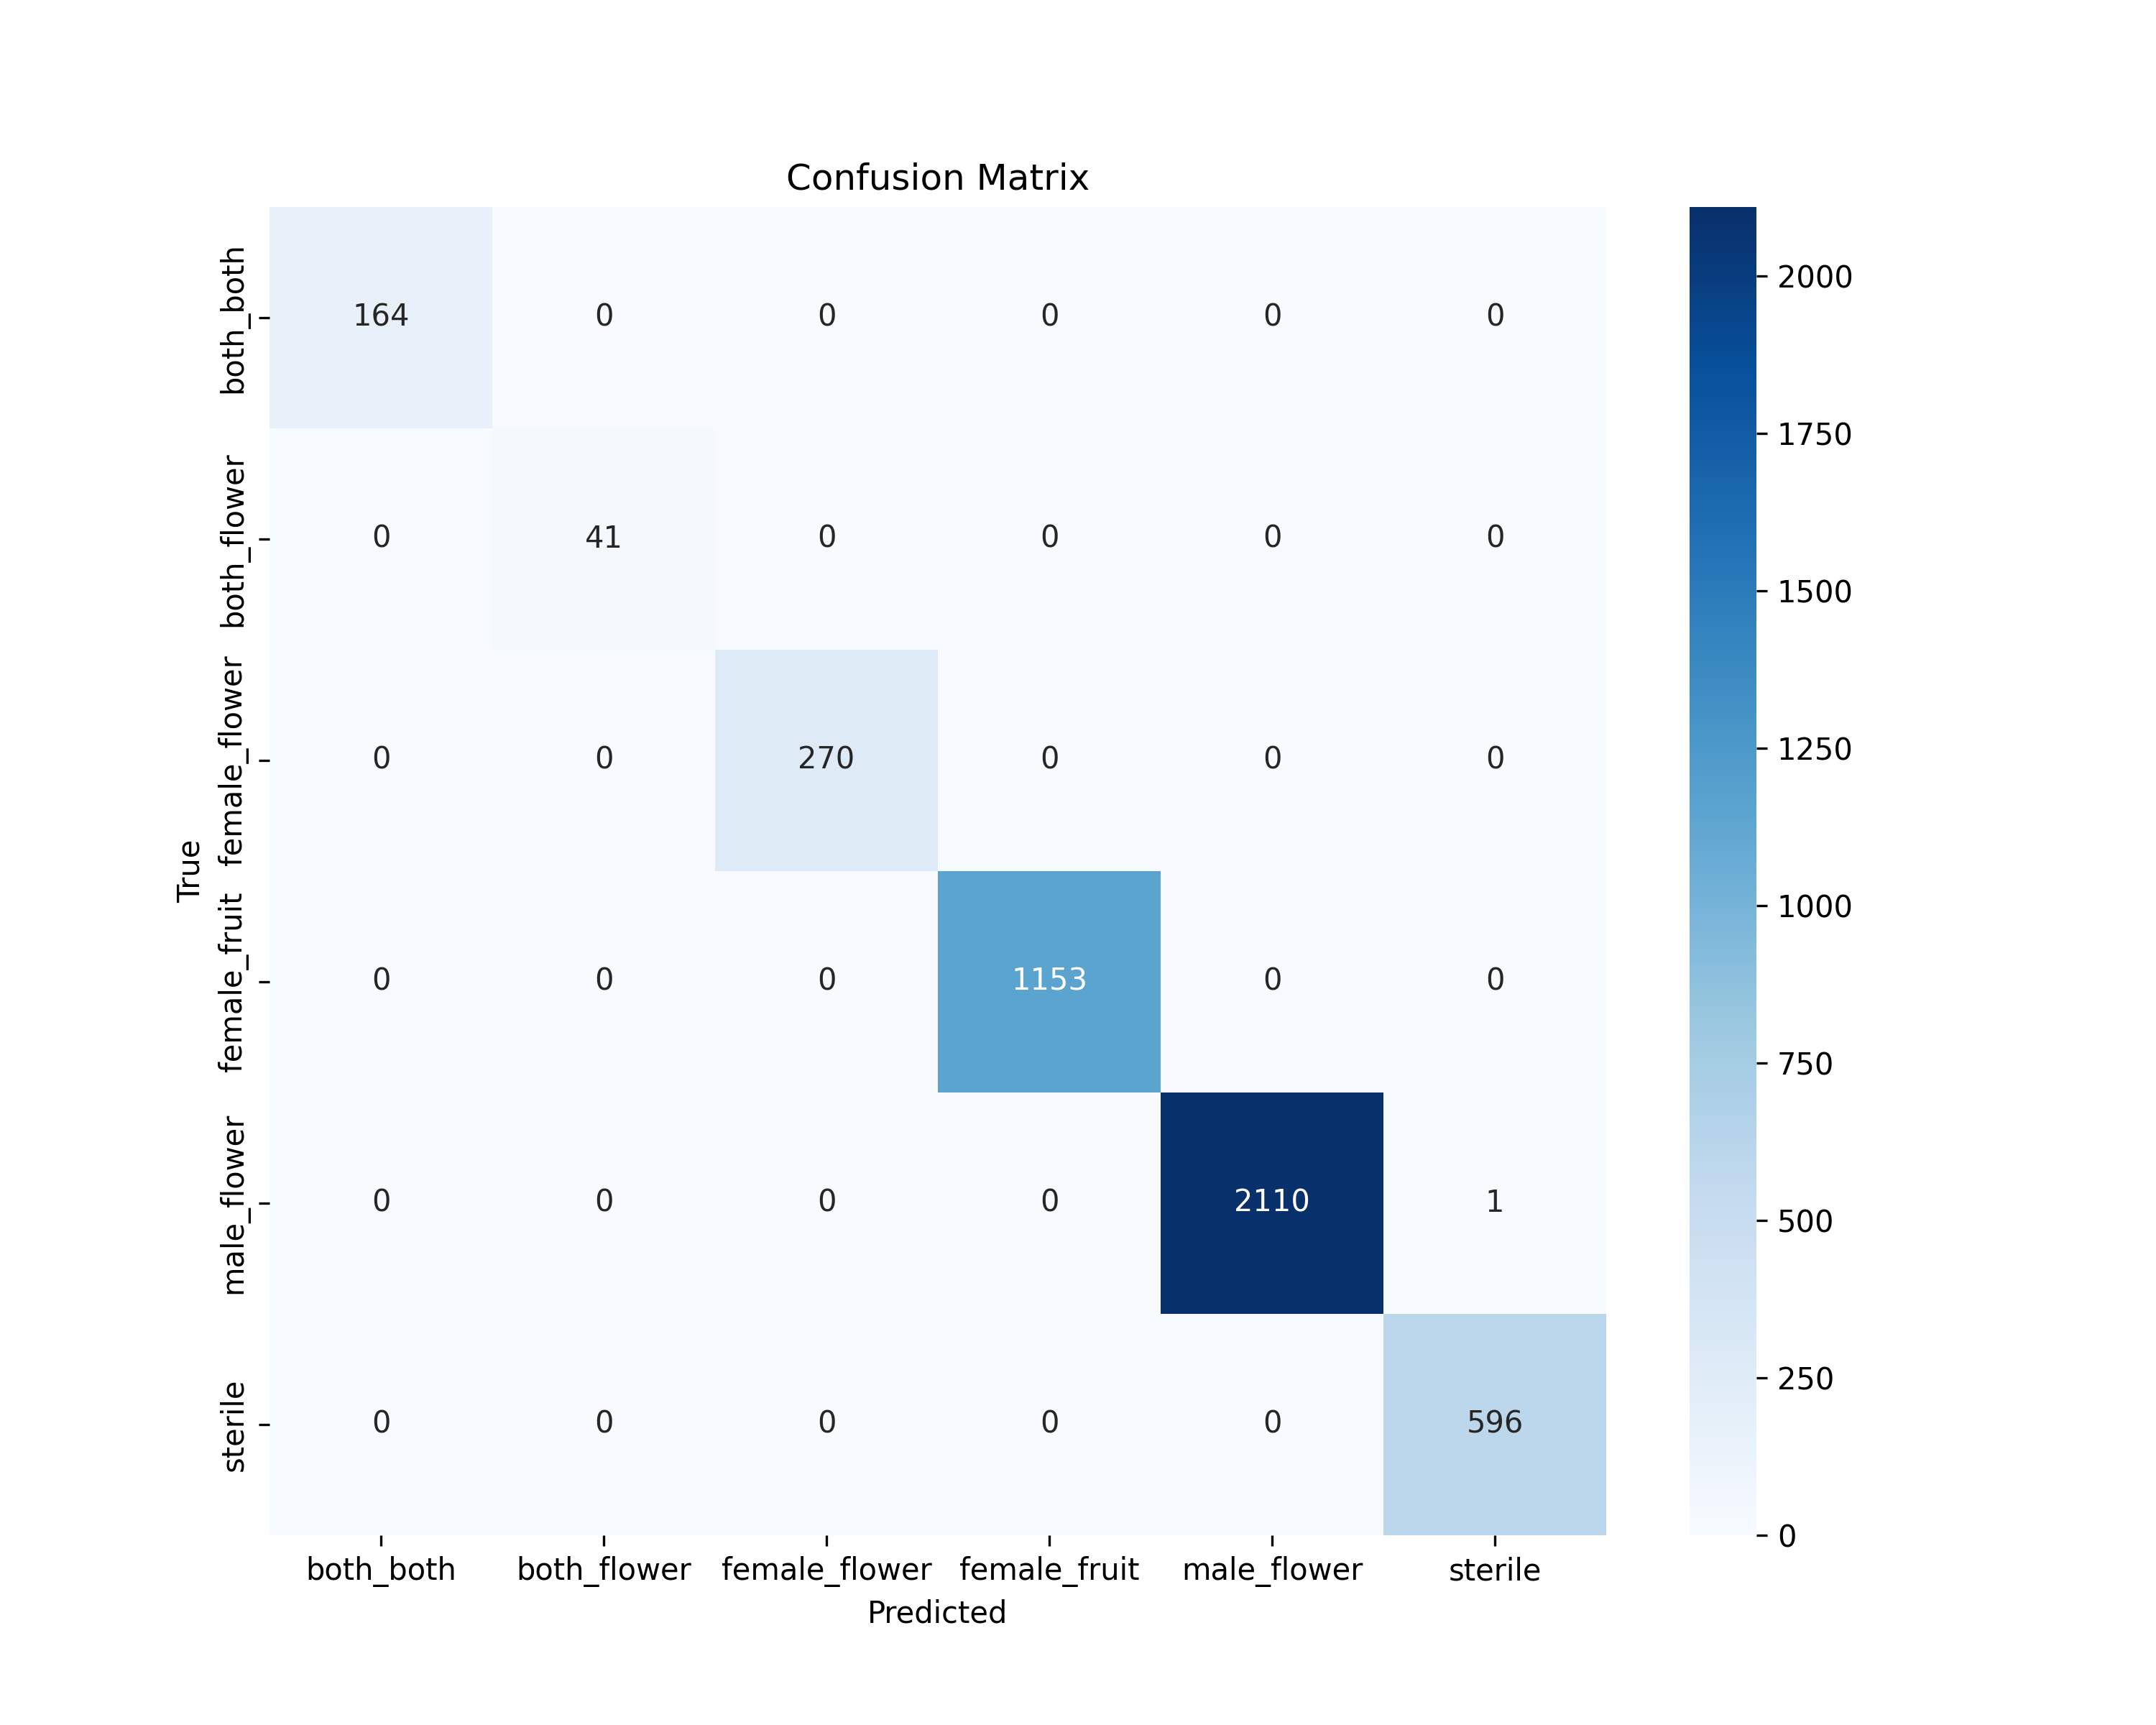 Confusion Matrix
True
both_both 164 0 0 0 0 0
both_flower 0 41 0 0 0 0
female_flower 0 0 270 0 0 0
female_fruit 0 0 0 1153 0 0
male_flower 0 0 0 0 2110 1
sterile 0 0 0 0 0 596
both_both both_flower female_flower female_fruit male_flower sterile
Predicted
2000
1750
1500
1250
1000
750
500
250
0